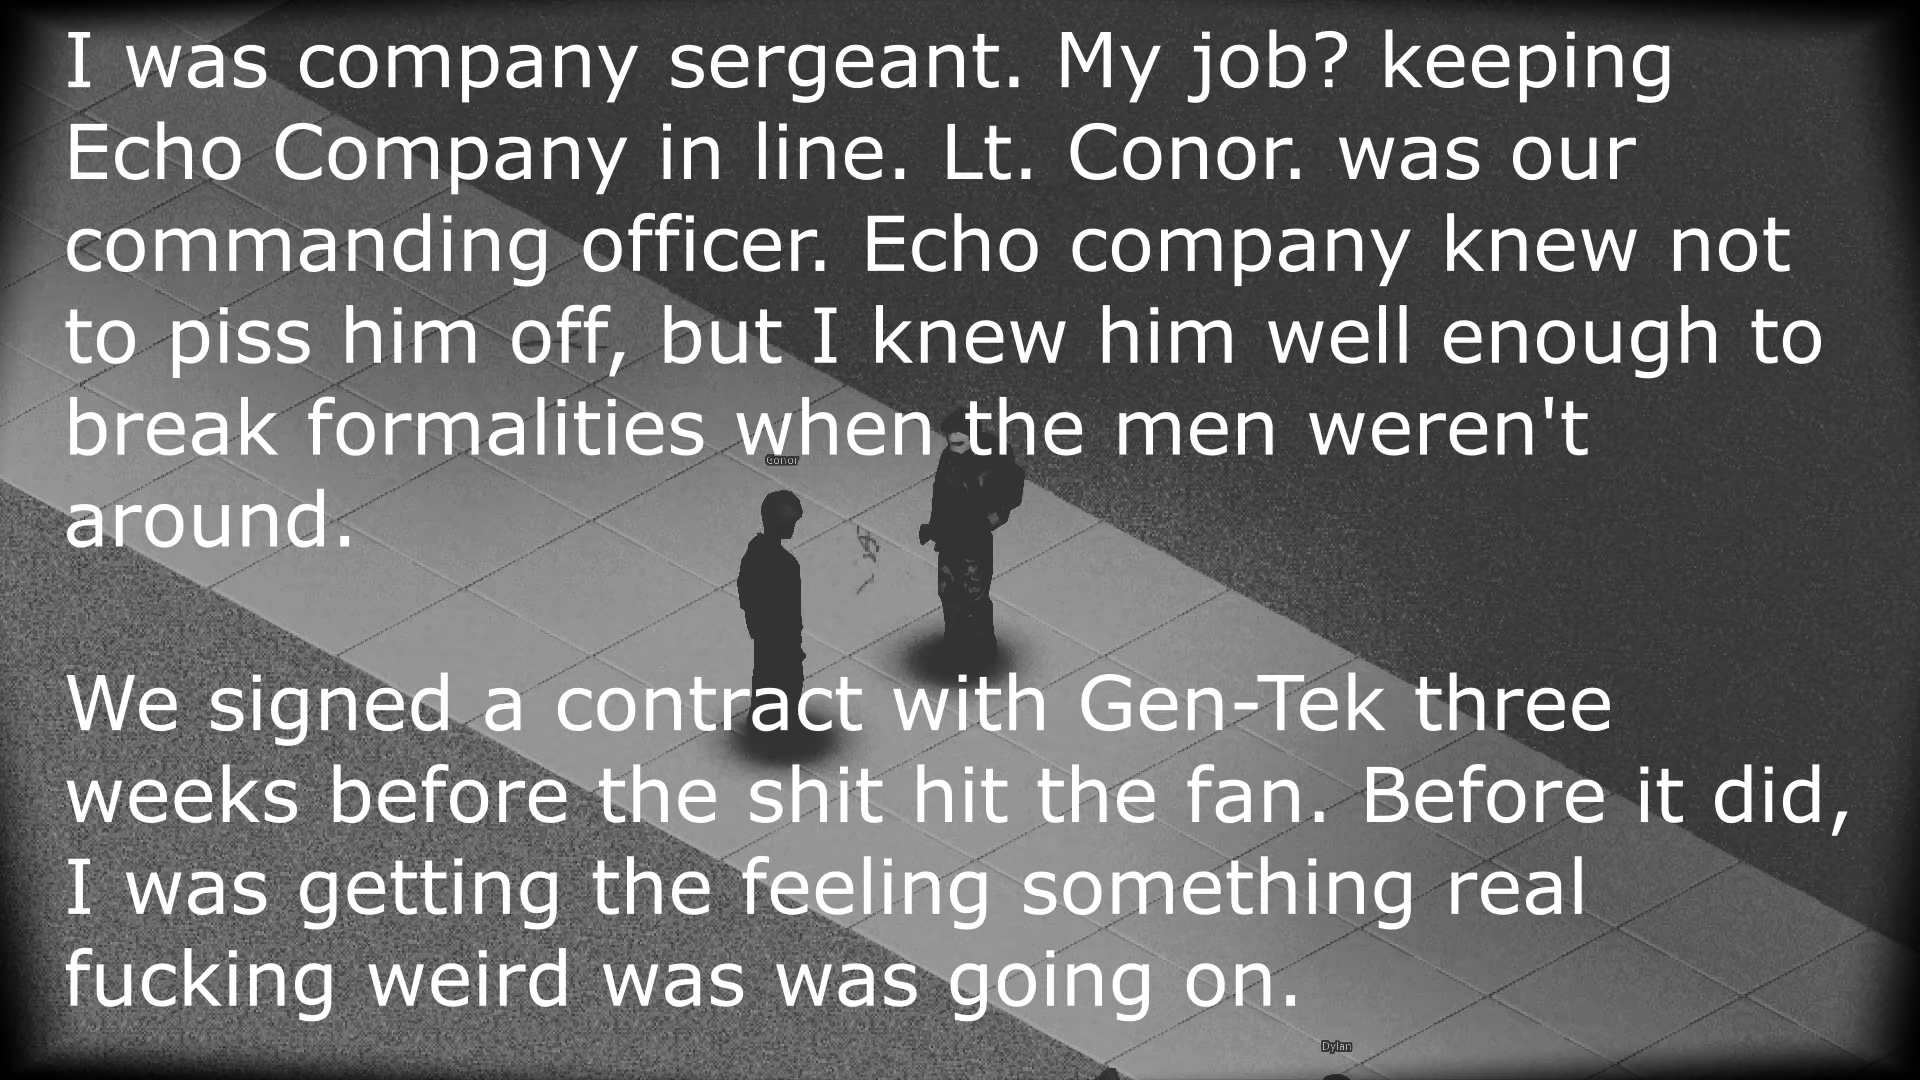 I was company sergeant. My job? keeping
Echo Company in line. Lt. Conor. was our
commanding officer. Echo company knew not
to piss him off, but I knew him well enough to
break formalities when the men weren't
around.
Conor
We signed a contract with Gen-Tek three
weeks before the shit hit the fan. Before it did,
I was getting the feeling something real
fucking weird was was going on.
Dylan